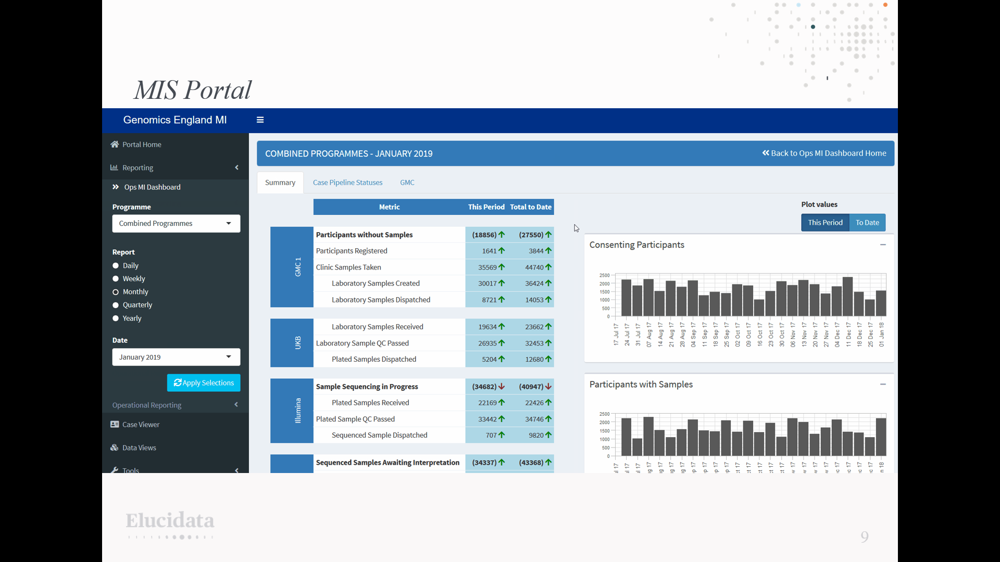 MIS Portal
Genomics England MI
Portal Home
Reporting
Ops MI Dashboard
Programme
Combined Programmes
Report
Daily
Weekly
Monthly
Quarterly
Yearly
Date
January 2019
Apply Selections
Operational Reporting
Case Viewer
Data Views
Tools
COMBINED PROGRAMMES - JANUARY 2019
Back to Ops MI Dashboard Home
Summary Case Pipeline Statuses GMC
Metric This Period Total to Date
GMC 1
Participants without Samples (18856) (27550)
Participants Registered 1641 3844
Clinic Samples Taken 35569 44740
Laboratory Samples Created 30017 36424
Laboratory Samples Dispatched 8721 14053
UKB
Laboratory Samples Received 19634 23662
Laboratory Sample QC Passed 26935 32453
Plated Samples Dispatched 5204 12680
Illumina
Sample Sequencing in Progress (34682) (40947)
Plated Samples Received 22169 22426
Plated Sample QC Passed 33442 34746
Sequenced Sample Dispatched 707 9820
Sequenced Samples Awaiting Interpretation (34337) (43368)
Plot values
This Period To Date
Consenting Participants
2500
2000
1500
1000
500
0
17 Jul 17
24 Jul 17
31 Jul 17
07 Aug 17
14 Aug 17
21 Aug 17
28 Aug 17
04 Sep 17
11 Sep 17
18 Sep 17
25 Sep 17
02 Oct 17
09 Oct 17
16 Oct 17
23 Oct 17
30 Oct 17
06 Nov 17
13 Nov 17
20 Nov 17
27 Nov 17
04 Dec 17
11 Dec 17
18 Dec 17
25 Dec 17
01 Jan 18
Participants with Samples
2500
2000
1500
1000
500
0
Elucidata
9